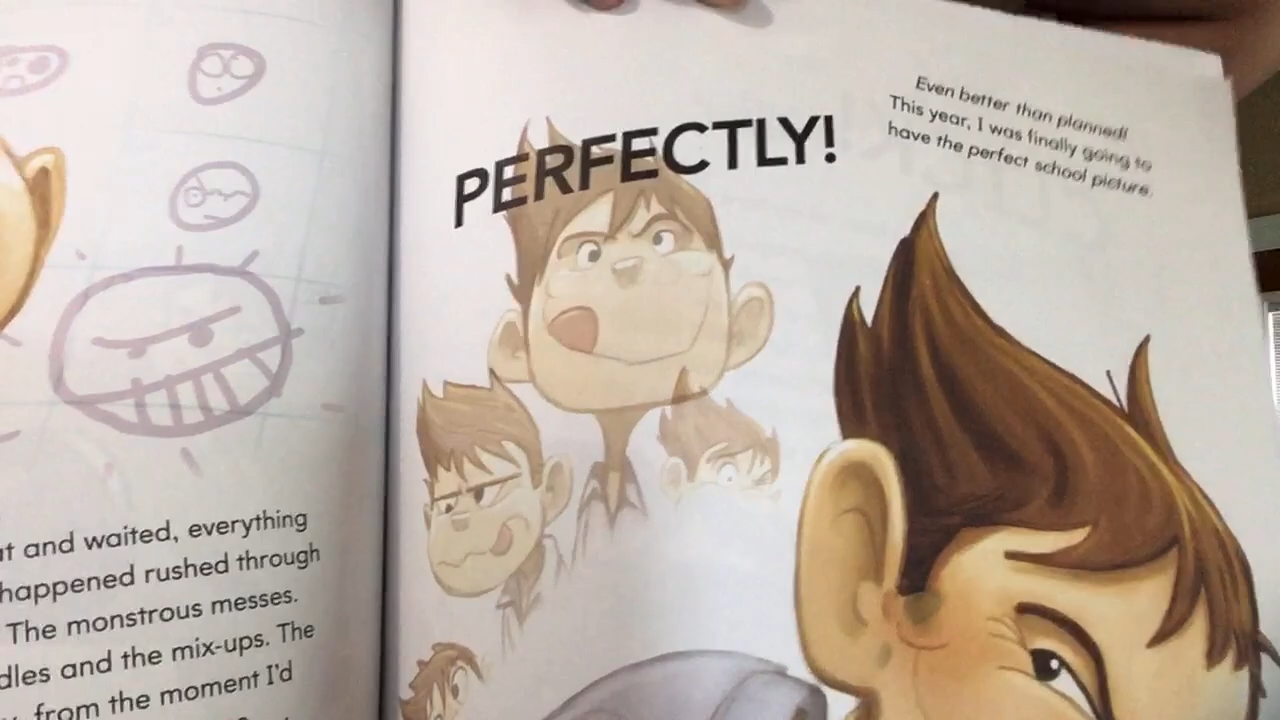 at and waited, everything
happened rushed through
The monstrous messes.
and the mix-ups. The
from the moment I'd
PERFECTLY!
Even better than planned!
This year, I was finally going to
have the perfect school picture.